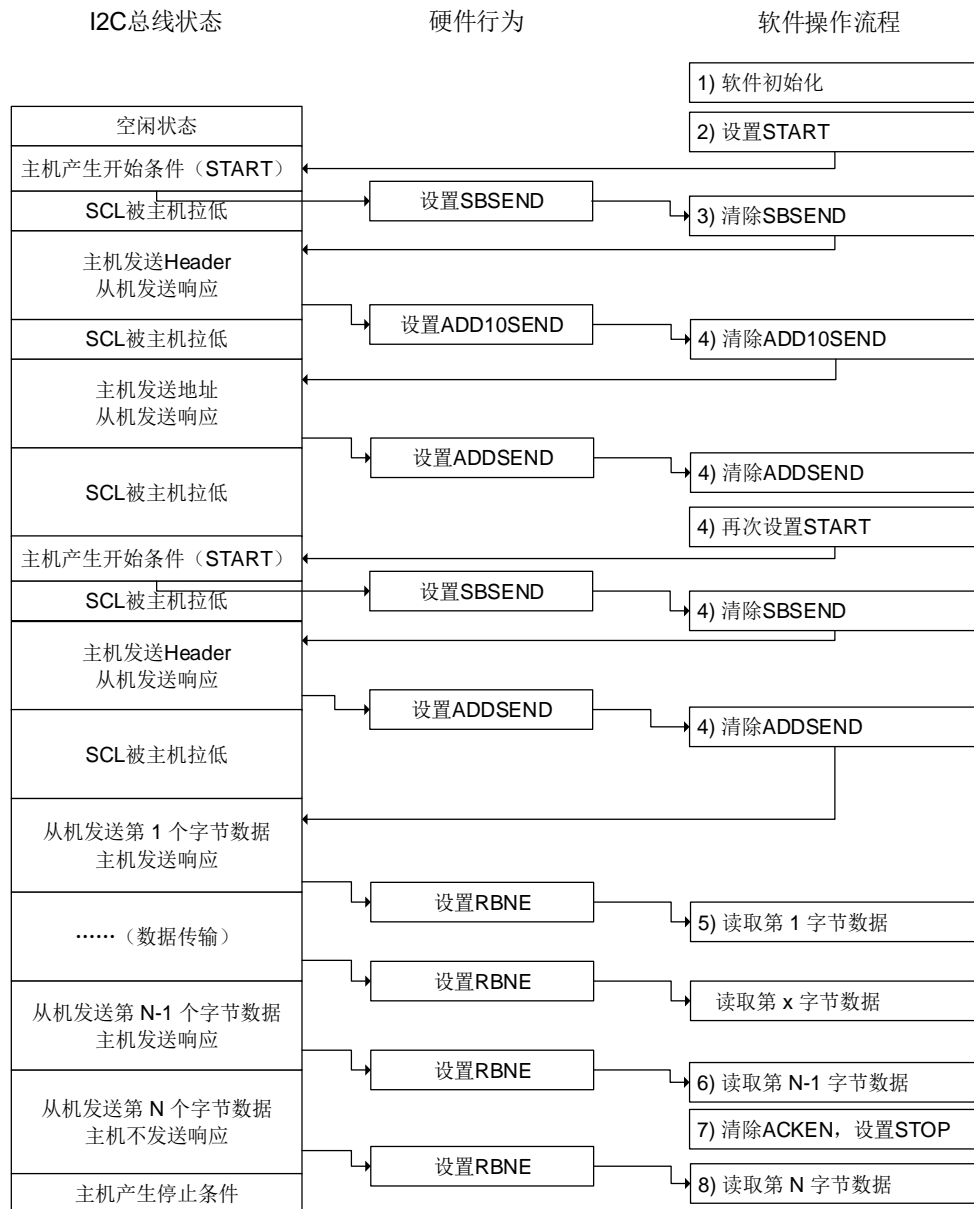 I2C总线状态
硬件行为
软件操作流程
1) 软件初始化
空闲状态
2) 设置START
主机产生开始条件（START）
设置SBSEND
SCL被主机拉低
3) 清除SBSEND
主机发送Header
从机发送响应
设置ADD10SEND
SCL被主机拉低
4) 清除ADD10SEND
主机发送地址
从机发送响应
设置ADDSEND
4) 清除ADDSEND
SCL被主机拉低
4) 再次设置START
主机产生开始条件（START）
设置SBSEND
SCL被主机拉低
4) 清除SBSEND
主机发送Header
从机发送响应
设置ADDSEND
4) 清除ADDSEND
SCL被主机拉低
从机发送第 1 个字节数据
主机发送响应
设置RBNE
5) 读取第 1 字节数据
……（数据传输）
设置RBNE
读取第 x 字节数据
从机发送第 N-1 个字节数据
主机发送响应
设置RBNE
6) 读取第 N-1 字节数据
从机发送第 N 个字节数据
主机不发送响应
7) 清除ACKEN，设置STOP
设置RBNE
8) 读取第 N 字节数据
主机产生停止条件